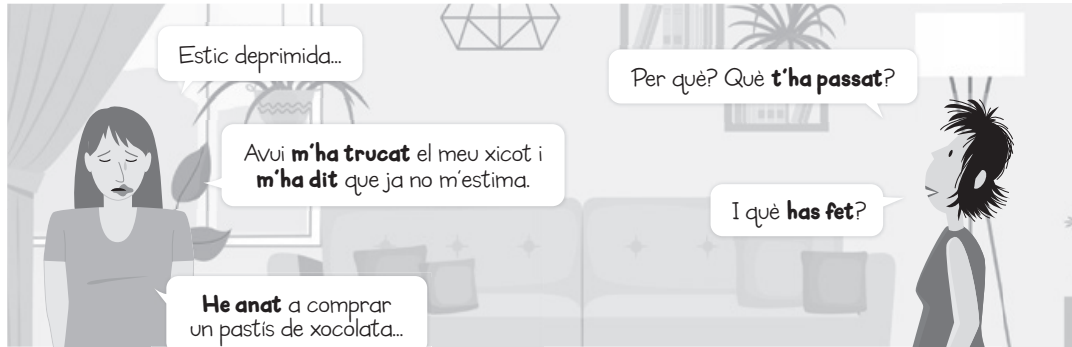 Estic deprimida...
Per què? Què t'ha passat?
Avui m'ha trucat el meu xicot i
m'ha dit que ja no m'estima.
I què has fet?
He anat a comprar
un pastís de xocolata...